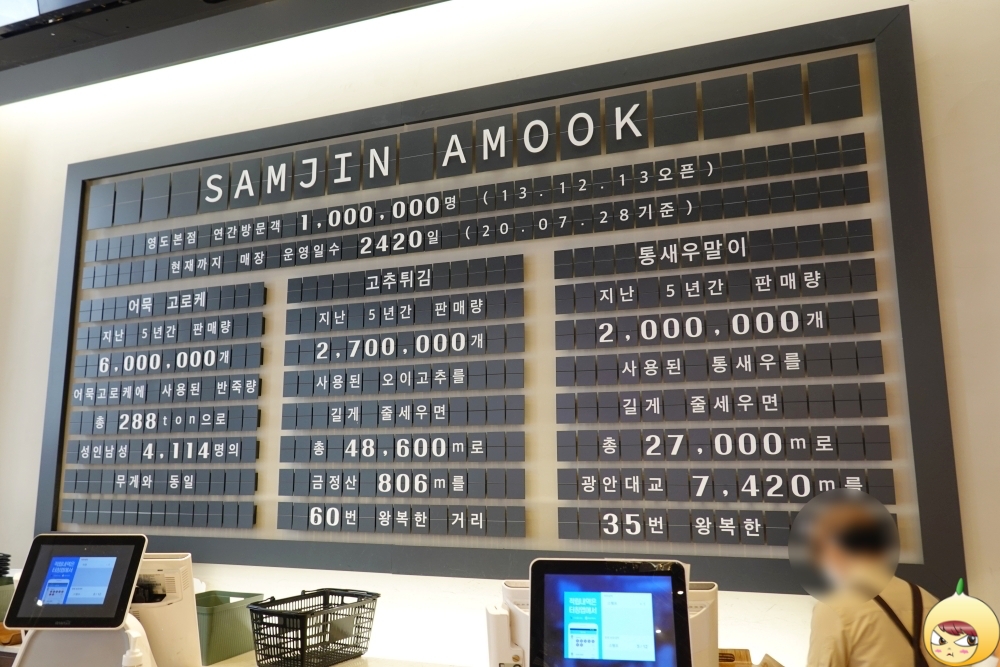 SAMJIN AMOOK
영도본점 연간방문객 1,000,000명 (13.12.13오픈)
현재까지 매장 운영일수 2420일 (20.07.28기준)
어묵 고로케
지난 5년간 판매량
6,000,000개
어묵고로케에 사용된 반죽량
총 288ton으로
성인남성 4,114명의
무게와 동일
고추튀김
지난 5년간 판매량
2,700,000개
사용된 오이고추를
길게 줄세우면
총 48,600m로
금정산 806m를
60번 왕복한 거리
통새우말이
지난 5년간 판매량
2,000,000개
사용된 통새우를
길게 줄세우면
총 27,000m로
광안대교 7,420m를
35번 왕복한